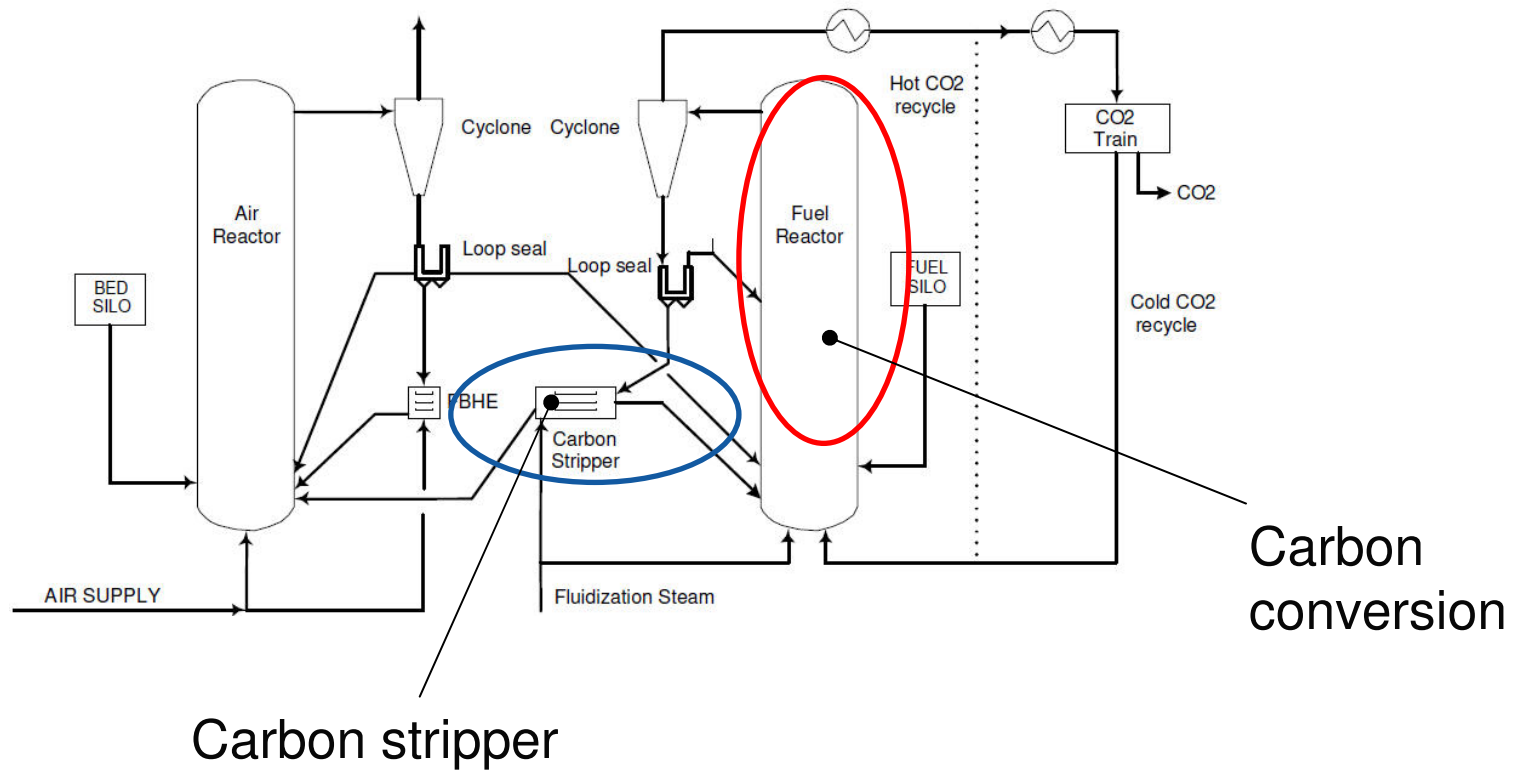 Hot CO2
recycle
CO2
Train
Cyclone
Cyclone
CO2
Air
Reactor
Fuel
Reactor
Loop seal
Loop seal
FUEL
SILO
BED
SILO
Cold CO2
recycle
FBHE
Carbon
Stripper
AIR SUPPLY
Fluidization Steam
Carbon
conversion
Carbon stripper